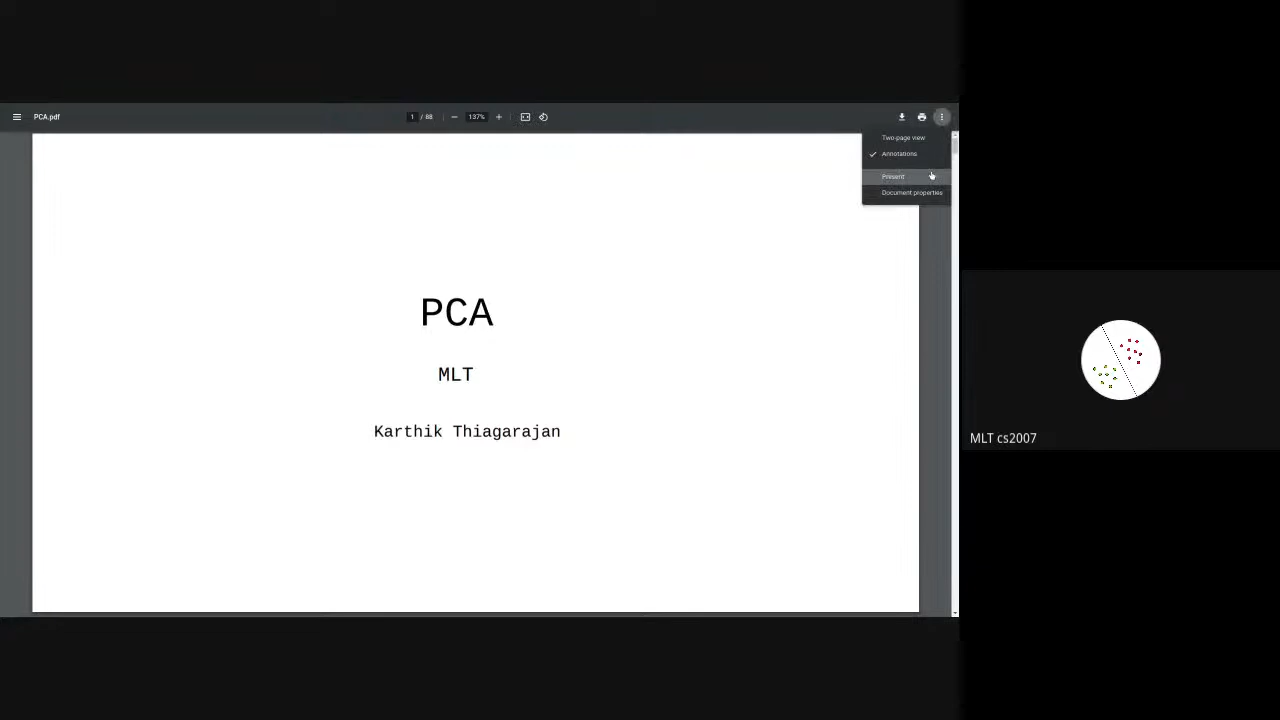 PCA.pdf
1 / 88
137%
Two-page view
Annotations
Present
Document properties
PCA
MLT
Karthik Thiagarajan
MLT cs2007